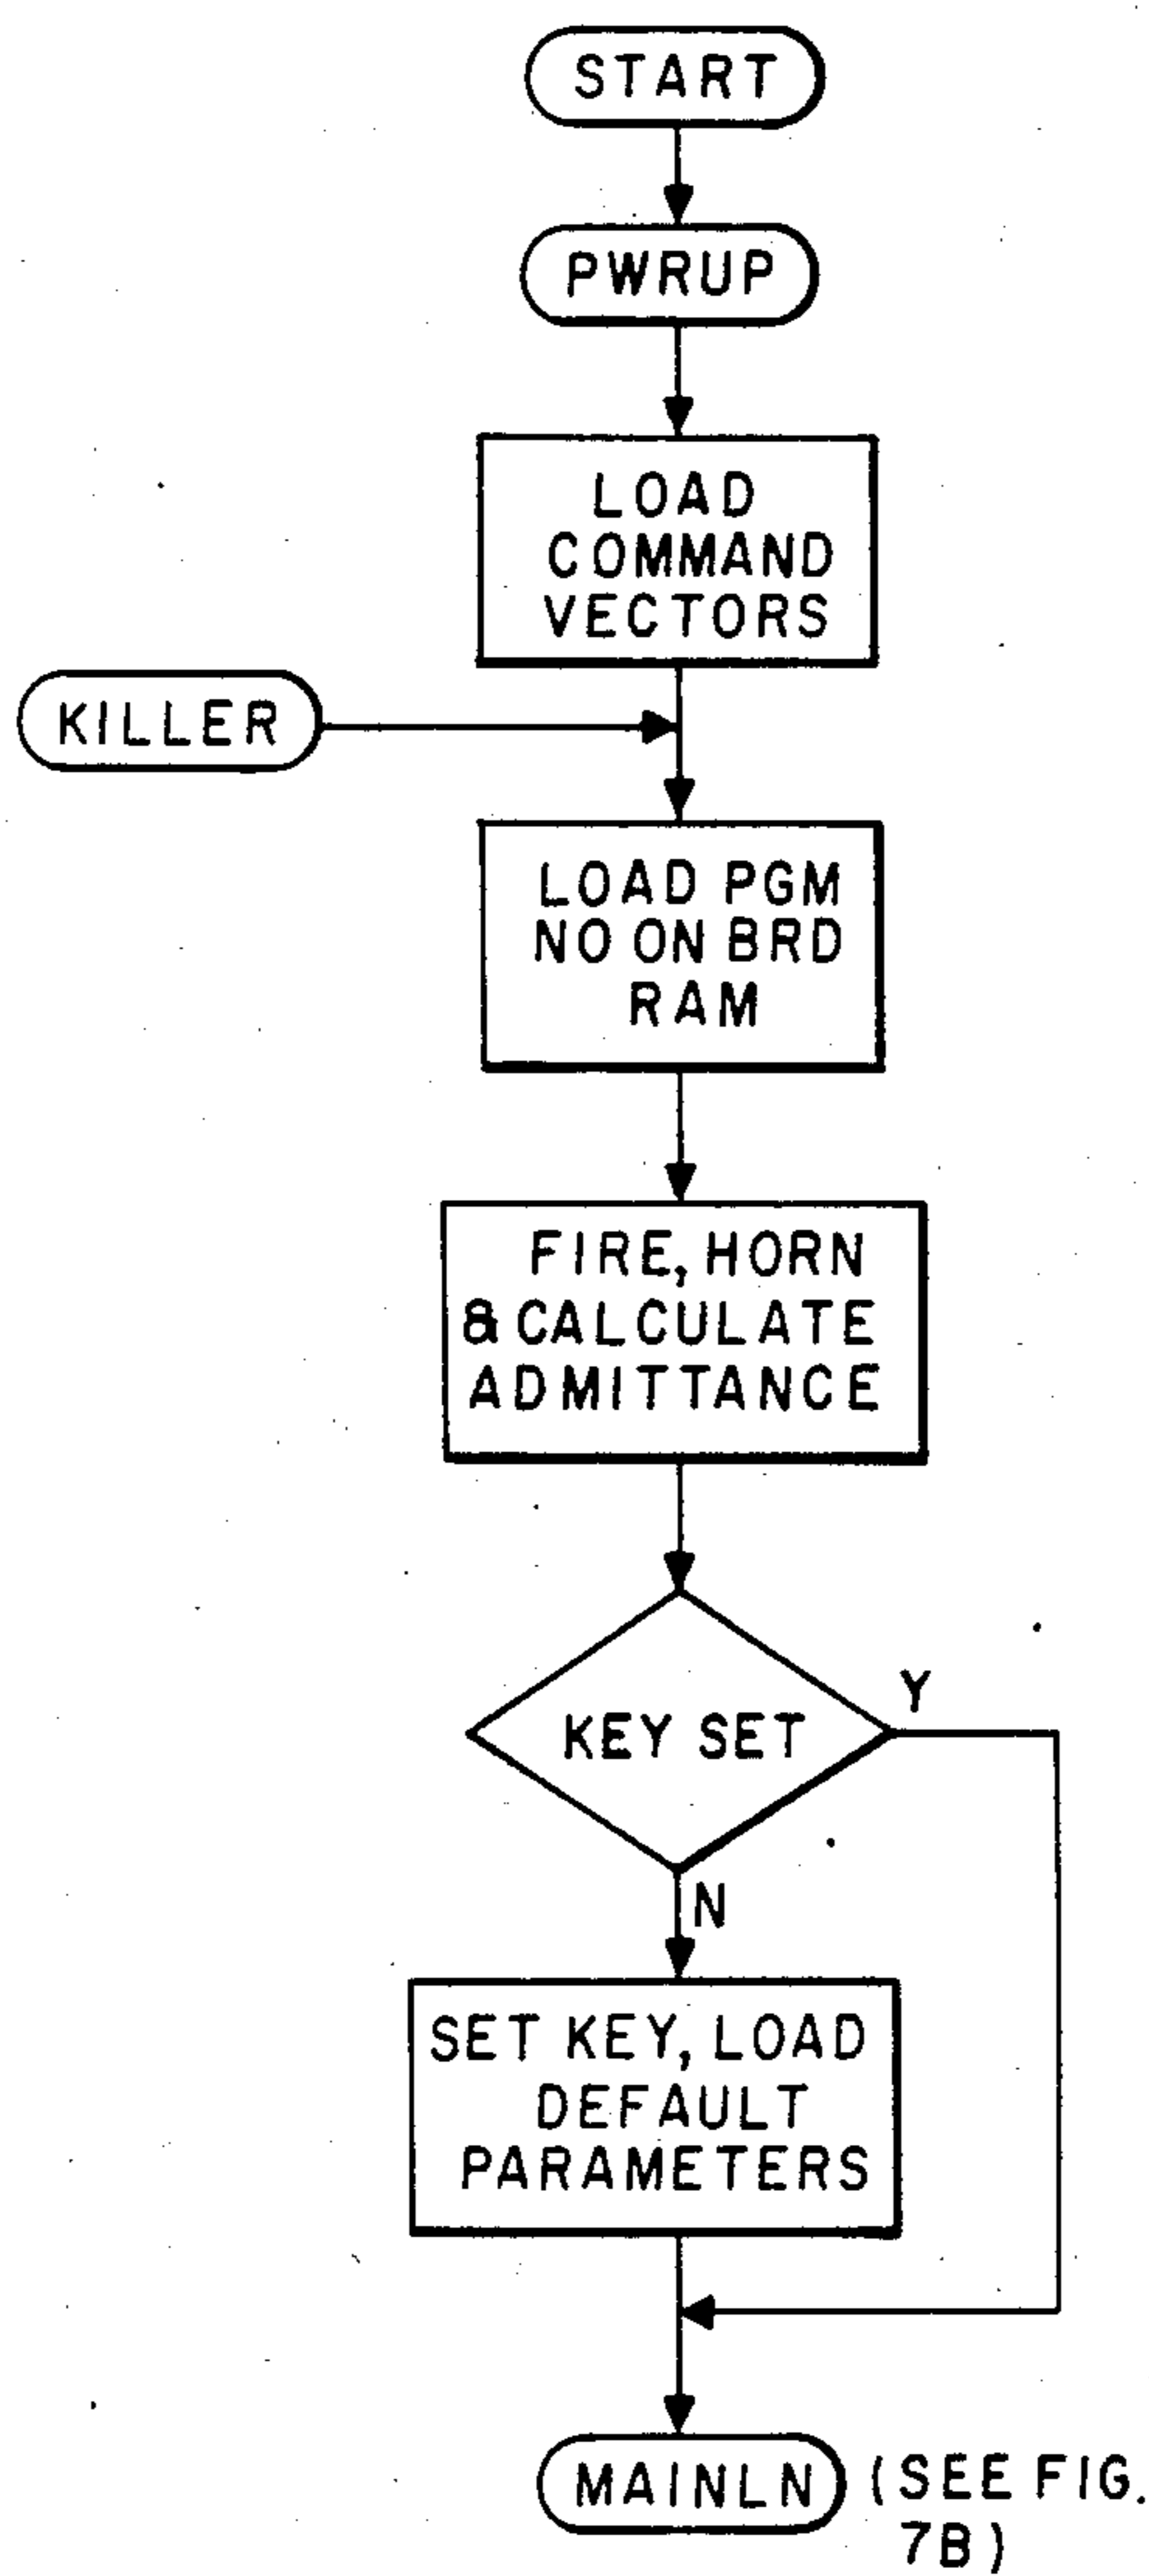 START
PWRUP
LOAD
COMMAND
VECTORS
KILLER
LOAD PGM
NO ON BRD
RAM
FIRE, HORN
& CALCULATE
ADMITTANCE
KEY SET
Y
N
SET KEY, LOAD
DEFAULT
PARAMETERS
MAINLN (SEE FIG.
7B)